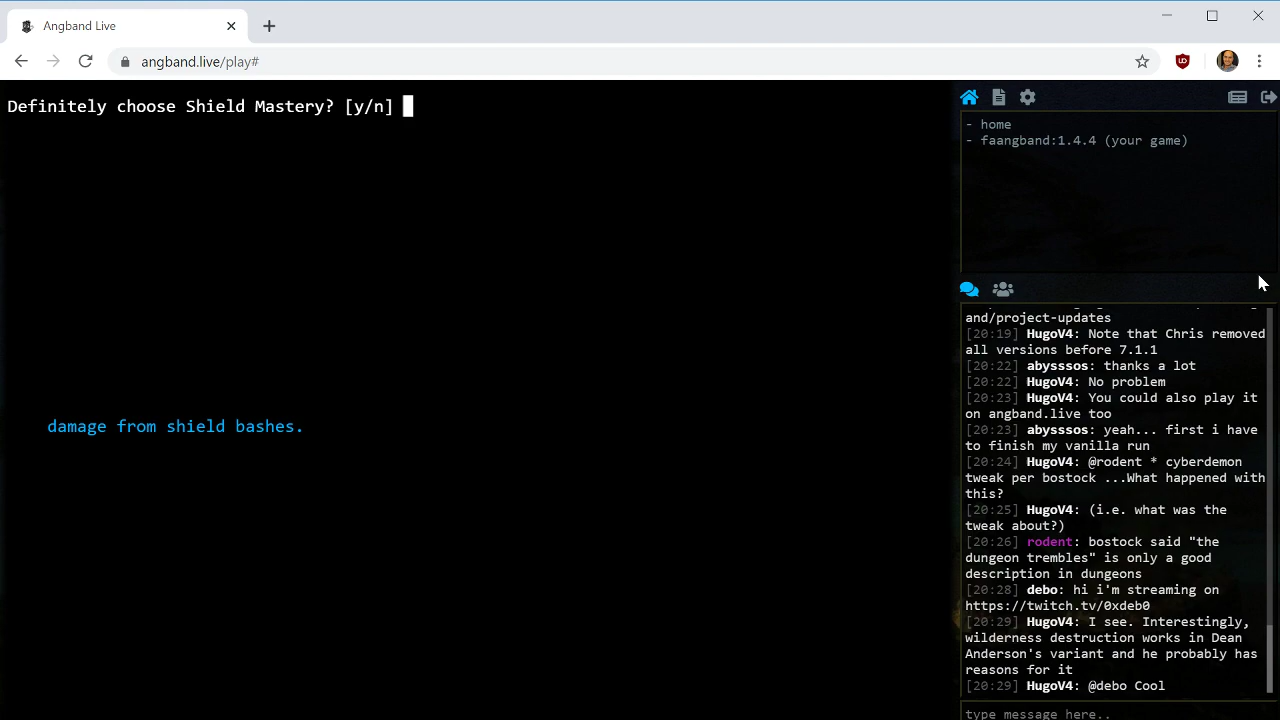 Angband Live
angband.live/play#
Definitely choose Shield Mastery? [y/n]
damage from shield bashes.
- home
- faangband:1.4.4 (your game)
and/project-updates
[20:19] HugoV4: Note that Chris removed
all versions before 7.1.1
[20:22] abysssos: thanks a lot
[20:22] HugoV4: No problem
[20:23] HugoV4: You could also play it
on angband.live too
[20:23] abysssos: yeah... first i have
to finish my vanilla run
[20:24] HugoV4: @rodent * cyberdemon
tweak per bostock ...What happened with
this?
[20:25] HugoV4: (i.e. what was the
tweak about?)
[20:26] rodent: bostock said "the
dungeon trembles" is only a good
description in dungeons
[20:28] debo: hi i'm streaming on
https://twitch.tv/0xdeb0
[20:29] HugoV4: I see. Interestingly,
wilderness destruction works in Dean
Anderson's variant and he probably has
reasons for it
[20:29] HugoV4: @debo Cool
type message here..